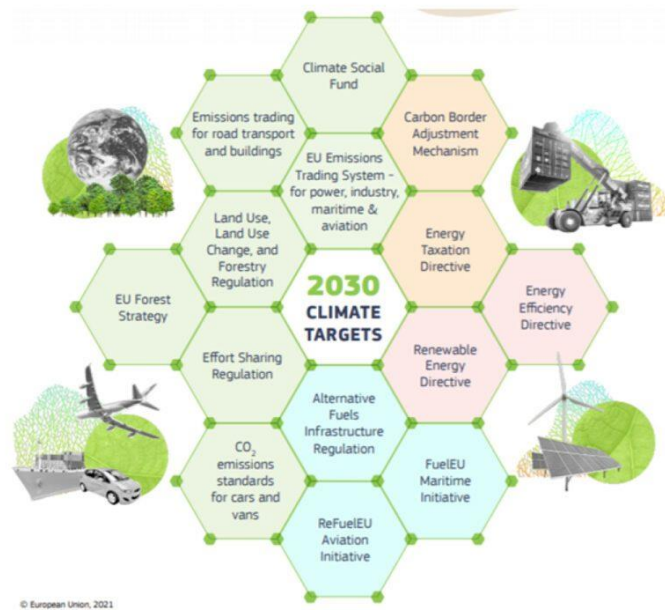 Climate Social
Fund
Emissions trading
for road transport
and buildings
Carbon Border
Adjustment
Mechanism
EU Emissions
Trading System -
for power, industry,
maritime &
aviation
Land Use,
Land Use
Change, and
Forestry
Regulation
Energy
Taxation
Directive
EU Forest
Strategy
2030
CLIMATE
TARGETS
Energy
Efficiency
Directive
Effort Sharing
Regulation
Renewable
Energy
Directive
Alternative
Fuels
Infrastructure
Regulation
CO₂
emissions
standards
for cars and
vans
FuelEU
Maritime
Initiative
ReFuelEU
Aviation
Initiative
© European Union, 2021